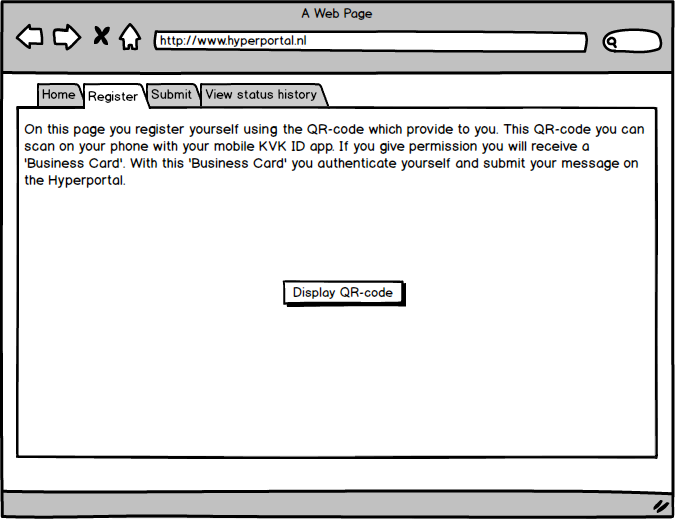 A Web Page
http://www.hyperportal.nl
Home
Register
Submit
View status history
On this page you register yourself using the QR-code which provide to you. This QR-code you can
scan on your phone with your mobile KVK ID app. If you give permission you will receive a
'Business Card'. With this 'Business Card' you authenticate yourself and submit your message on
the Hyperportal.
Display QR-code